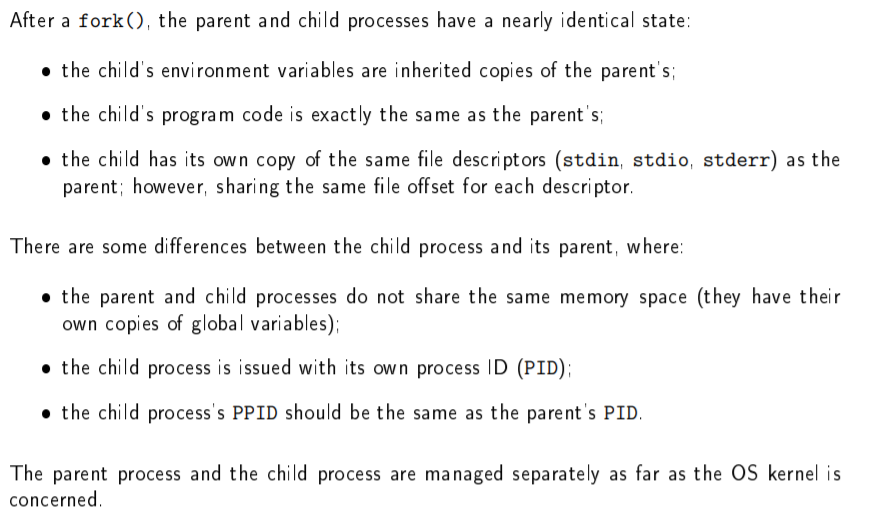 After a fork(), the parent and child processes have a nearly identical state:
• the child's environment variables are inherited copies of the parent's;
• the child's program code is exactly the same as the parent's;
• the child has its own copy of the same file descriptors (stdin, stdio, stderr) as the
parent; however, sharing the same file offset for each descriptor.
There are some differences between the child process and its parent, where:
• the parent and child processes do not share the same memory space (they have their
own copies of global variables);
• the child process is issued with its own process ID (PID);
• the child process's PPID should be the same as the parent's PID.
The parent process and the child process are managed separately as far as the OS kernel is
concerned.